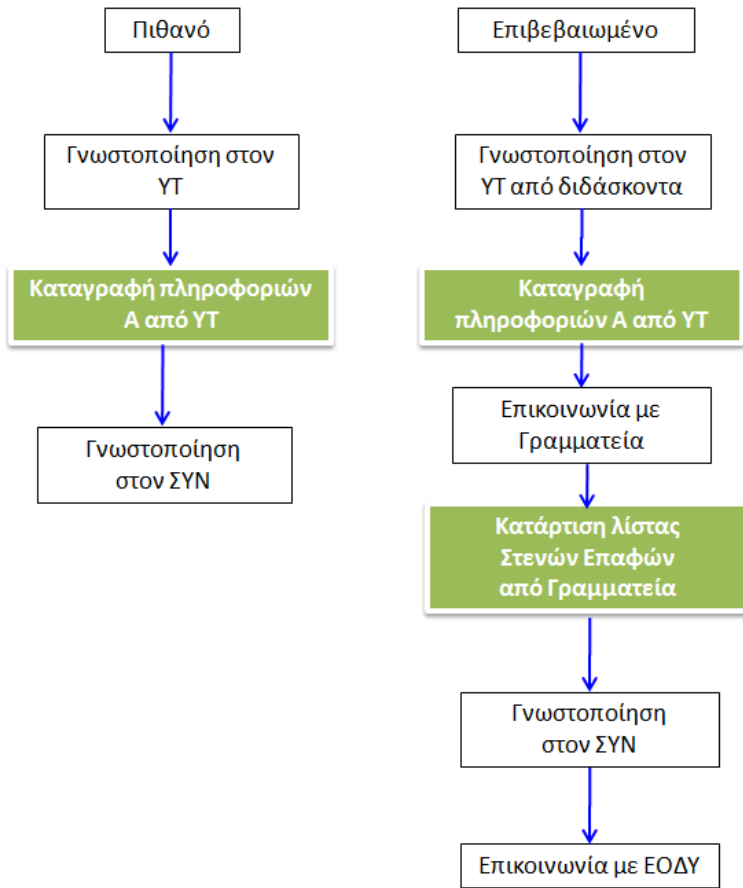 Πιθανό
Γνωστοποίηση στον
ΥΤ
Καταγραφή πληροφοριών
Α από ΥΤ
Γνωστοποίηση
στον ΣΥΝ
Επιβεβαιωμένο
Γνωστοποίηση στον
ΥΤ από διδάσκοντα
Καταγραφή
πληροφοριών Α από ΥΤ
Επικοινωνία με
Γραμματεία
Κατάρτιση λίστας
Στενών Επαφών
από Γραμματεία
Γνωστοποίηση
στον ΣΥΝ
Επικοινωνία με ΕΟΔΥ